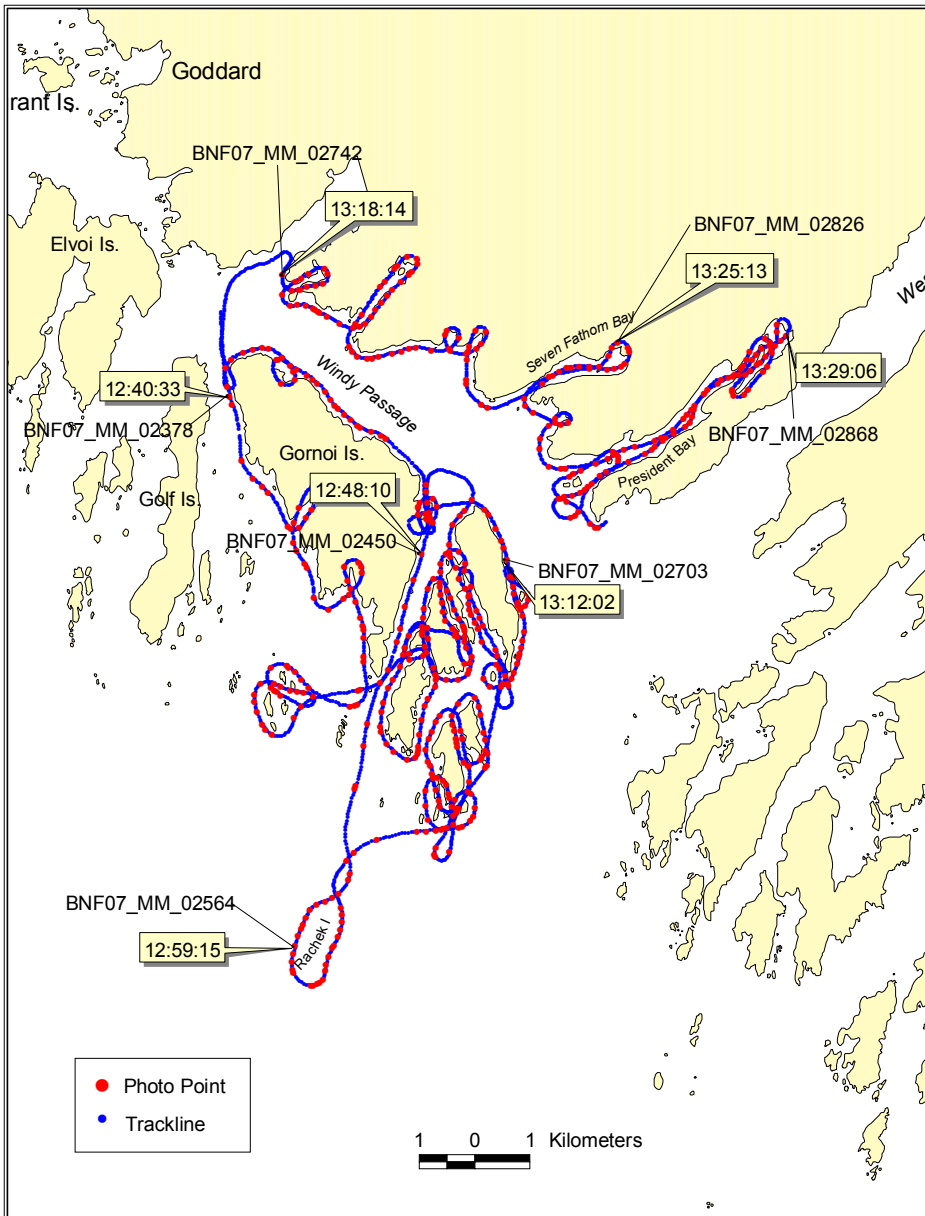 Goddard
rant Is.
BNF07_MM_02742
13:18:14
BNF07_MM_02826
Elvoi Is.
13:25:13
We
Seven Fathom Bay
Windy Passage
12:40:33
13:29:06
BNF07_MM_02378
BNF07_MM_02868
Gornoi Is.
President Bay
12:48:10
Golf Is.
BNF07_MM_02450
BNF07_MM_02703
13:12:02
BNF07_MM_02564
Rachek I
12:59:15
Photo Point
Trackline
1 0 1 Kilometers